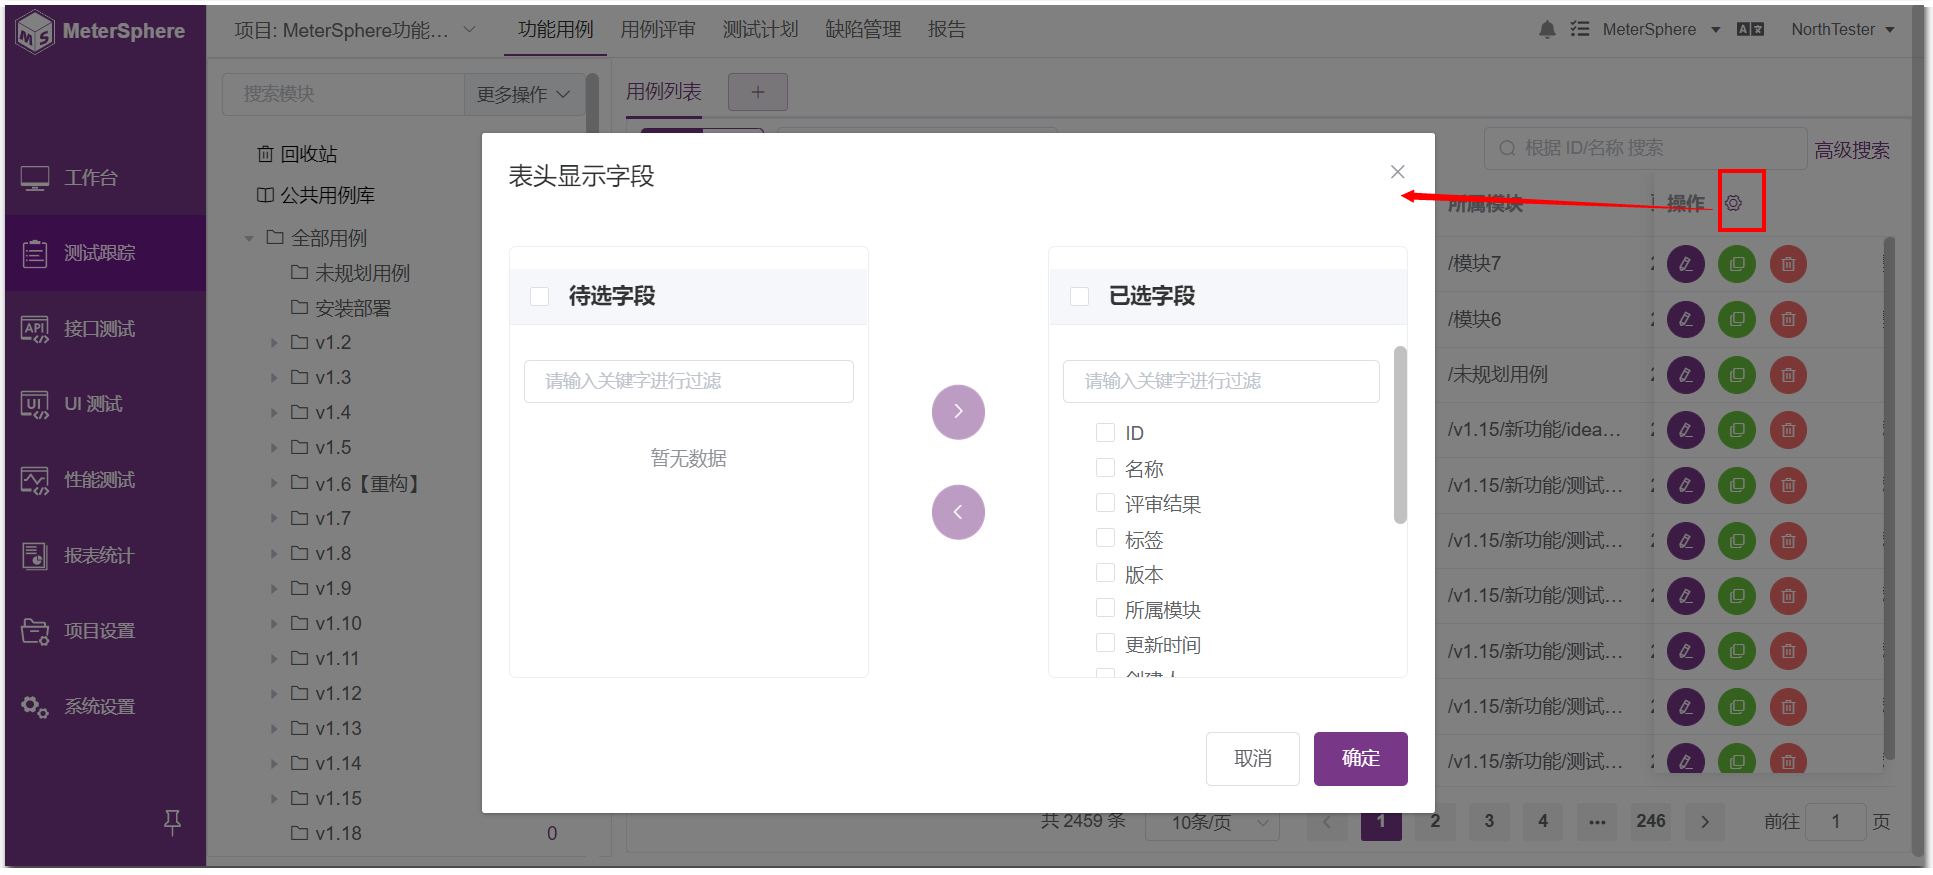 MeterSphere
项目: MeterSphere功能...
功能用例
用例评审
测试计划
缺陷管理
报告
MeterSphere
NorthTester
工作台
测试跟踪
API
接口测试
UI
UI 测试
性能测试
报表统计
项目设置
系统设置
搜索模块
更多操作
回收站
公共用例库
全部用例
未规划用例
安装部署
v1.2
v1.3
v1.4
v1.5
v1.6【重构】
v1.7
v1.8
v1.9
v1.10
v1.11
v1.12
v1.13
v1.14
v1.15
v1.18 0
用例列表
+
根据 ID/名称 搜索
高级搜索
表头显示字段
待选字段
请输入关键字进行过滤
暂无数据
已选字段
请输入关键字进行过滤
ID
名称
评审结果
标签
版本
所属模块
更新时间
创建人
取消
确定
所属模块
操作
/模块7
/模块6
/未规划用例
/v1.15/新功能/idea...
/v1.15/新功能/测试...
/v1.15/新功能/测试...
/v1.15/新功能/测试...
/v1.15/新功能/测试...
/v1.15/新功能/测试...
/v1.15/新功能/测试...
共 2459 条
10条/页
1
2
3
4
...
246
前往 1 页